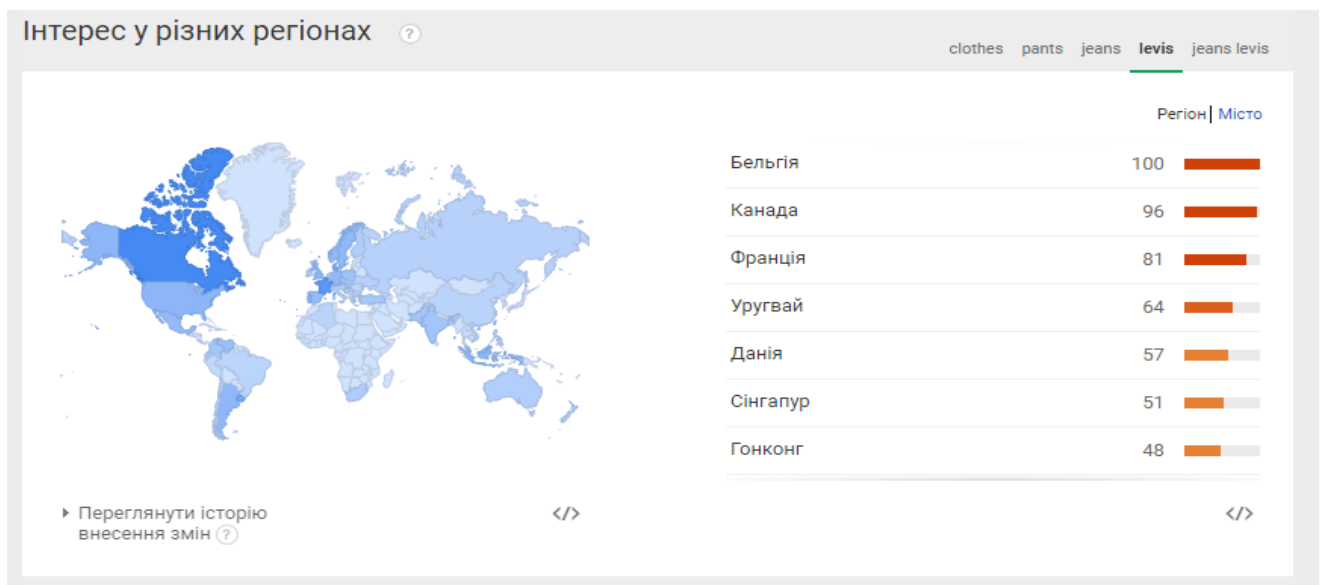 Інтерес у різних регіонах ?
clothes pants jeans levis jeans levis
Регіон| Місто
Бельгія 100
Канада 96
Франція 81
Уругвай 64
Данія 57
Сінгапур 51
Гонконг 48
Переглянути історію
внесення змін ?
</> </>